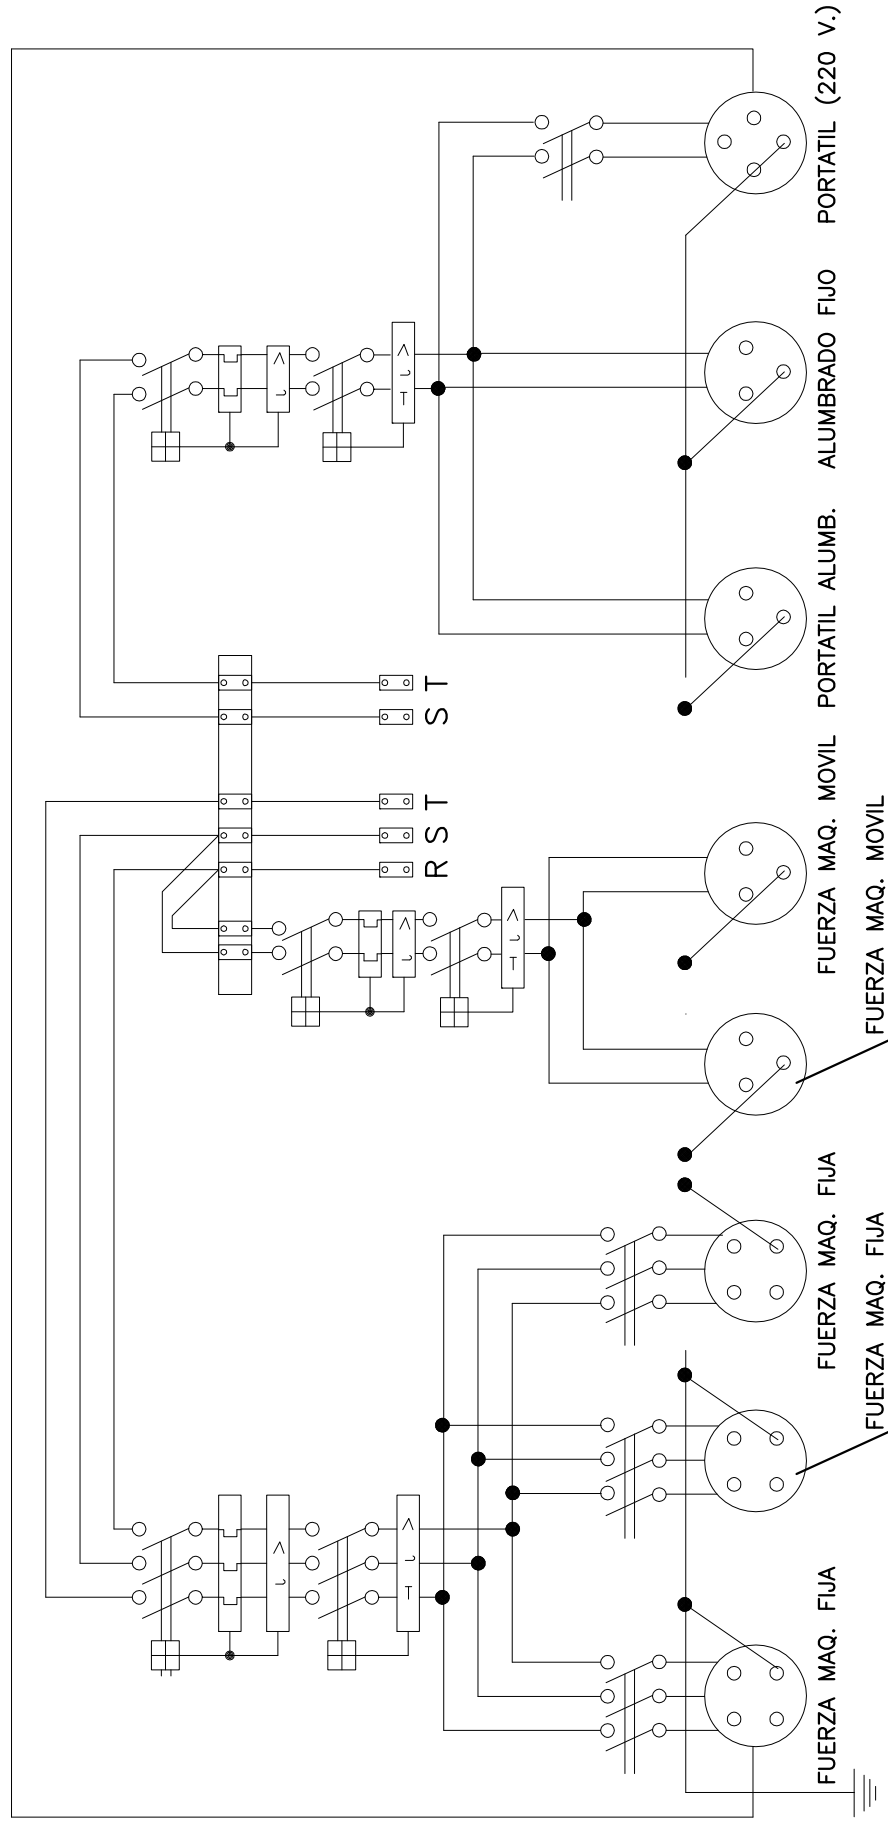 R S T
S T
FUERZA MAQ. FIJA
FUERZA MAQ. FIJA
FUERZA MAQ. MOVIL
PORTATIL ALUMB.
ALUMBRADO FIJO
PORTATIL (220 V.)
FUERZA MAQ. FIJA
FUERZA MAQ. MOVIL